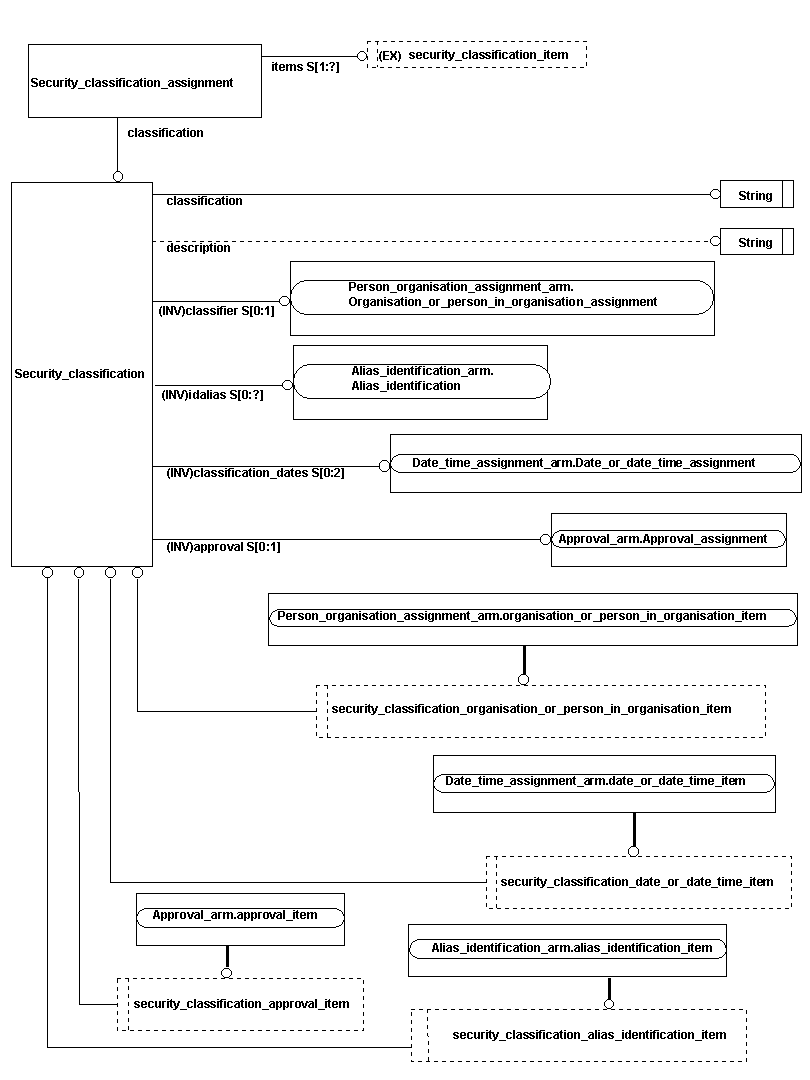 (EX) security_classification_item
items S[1:?]
Security_classification_assignment
classification
classification
String
description
String
Person_organisation_assignment_arm.
Organisation_or_person_in_organisation_assignment
(INV)classifier S[0:1]
Security_classification
Alias_identification_arm.
Alias_identification
(INV)idalias S[0:?]
Date_time_assignment_arm.Date_or_date_time_assignment
(INV)classification_dates S[0:2]
Approval_arm.Approval_assignment
(INV)approval S[0:1]
Person_organisation_assignment_arm.organisation_or_person_in_organisation_item
security_classification_organisation_or_person_in_organisation_item
Date_time_assignment_arm.date_or_date_time_item
security_classification_date_or_date_time_item
Approval_arm.approval_item
Alias_identification_arm.alias_identification_item
security_classification_approval_item
security_classification_alias_identification_item